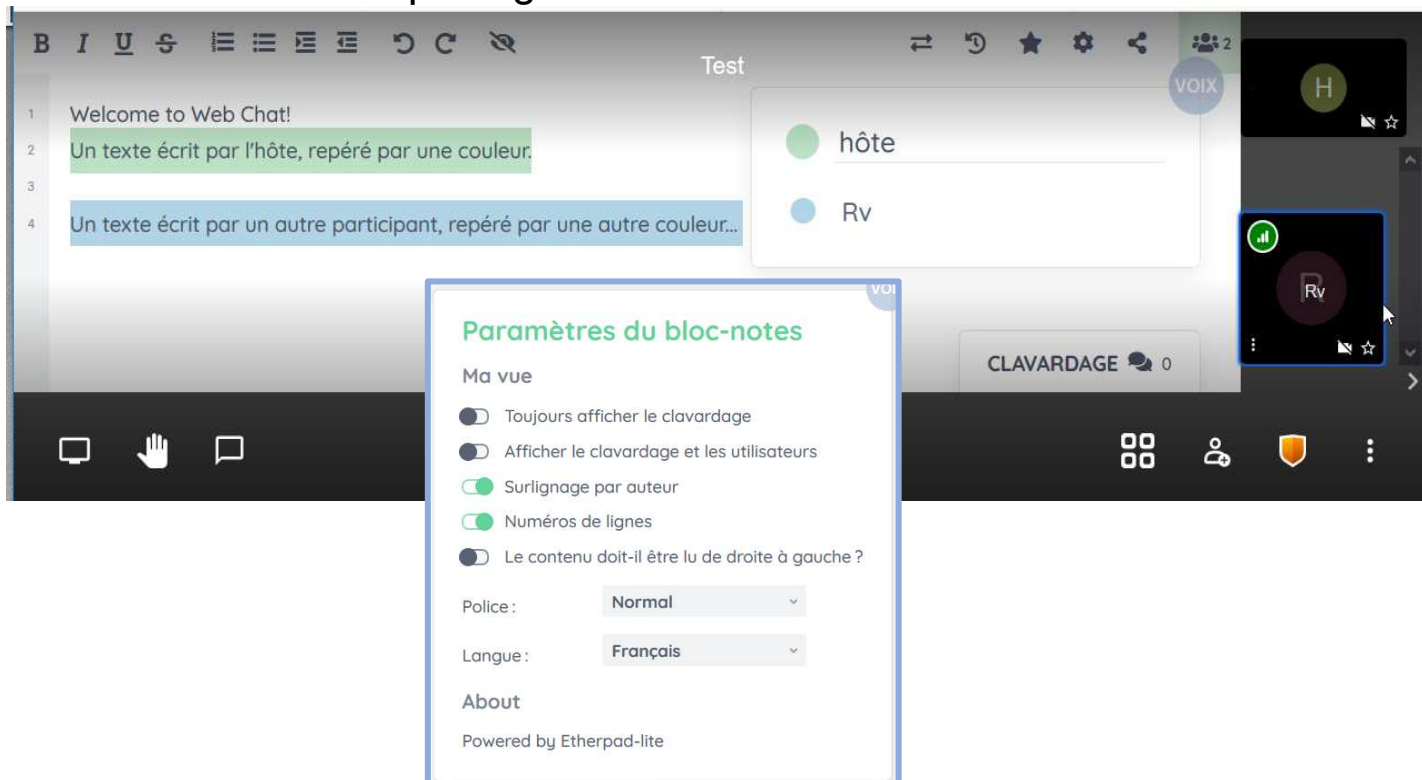 B I U S 2
Test
VOIX
H
1 Welcome to Web Chat!
2 Un texte écrit par l'hôte, repéré par une couleur.
3
4 Un texte écrit par un autre participant, repéré par une autre couleur...
hôte
Rv
R
Rv
CLAVARDAGE 0
VOI
Paramètres du bloc-notes
Ma vue
Toujours afficher le clavardage
Afficher le clavardage et les utilisateurs
Surlignage par auteur
Numéros de lignes
Le contenu doit-il être lu de droite à gauche ?
Police : Normal
Langue : Français
About
Powered by Etherpad-lite